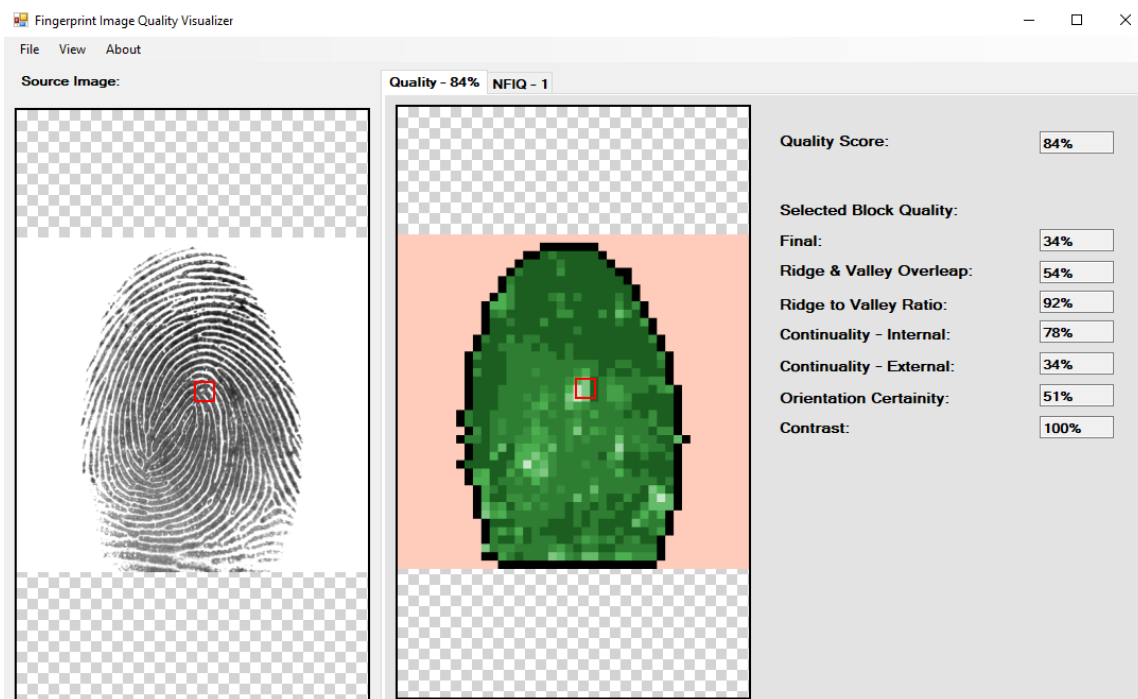 Fingerprint Image Quality Visualizer
File View About
Source Image:
Quality - 84% NFIQ - 1
Quality Score: 84%
Selected Block Quality:
Final: 34%
Ridge & Valley Overleap: 54%
Ridge to Valley Ratio: 92%
Continuality - Internal: 78%
Continuality - External: 34%
Orientation Certainity: 51%
Contrast: 100%